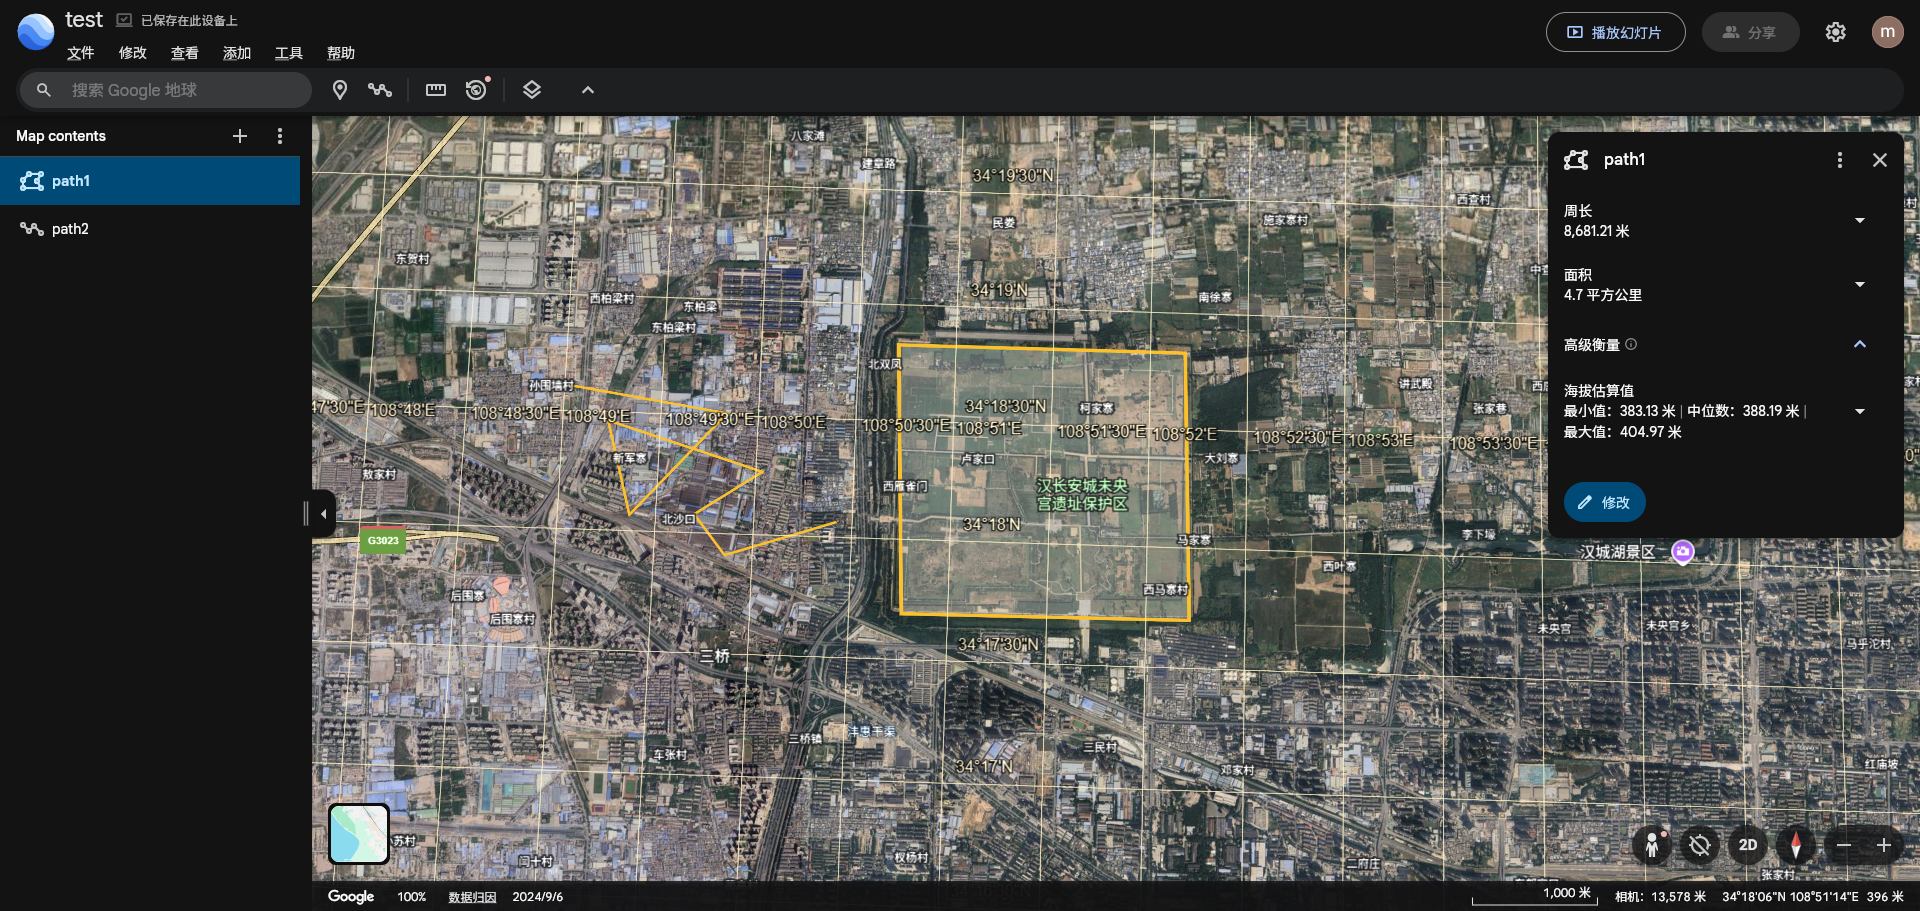 test 已保存在此设备上
文件 修改 查看 添加 工具 帮助
播放幻灯片
分享
m
搜索 Google 地球
Map contents
path1
path2
path1
周长
8,681.21 米
面积
4.7 平方公里
高级衡量
海拔估算值
最小值：383.13 米 | 中位数：388.19 米 |
最大值：404.97 米
修改
八家滩
建章路
34°19'30"N
西查村
民娄
施家寨村
东贺村
34°19'N
西柏梁村
东柏梁
南徐寨
东柏梁村
北双凤
孙围墙村
讲武殿
47'30"E
108°48'E
108°48'30"E
108°49'E
108°49'30"E
108°50'E
108°50'30"E
34°18'30"N
108°51'E
柯家寨
108°51'30"E
108°52'E
张家巷
108°52'30"E
108°53'E
108°53'30"E
新军寨
卢家口
大刘寨
敖家村
西雁雀门
汉长安城未央
宫遗址保护区
北沙口
34°18'N
G3023
马家寨
李下壕
汉城湖景区
西叶寨
后围寨
西马寨村
后围寨村
34°17'30"N
未央宫
未央宫乡
马乎沱村
三桥
沣惠干渠
三桥镇
三民村
车张村
34°17'N
邓家村
红庙坡
苏村
闫十村
权杨村
二府庄
张家村
2D
Google 100% 数据归因 2024/9/6
1,000 米
相机：13,578 米 34°18'06"N 108°51'14"E 396 米